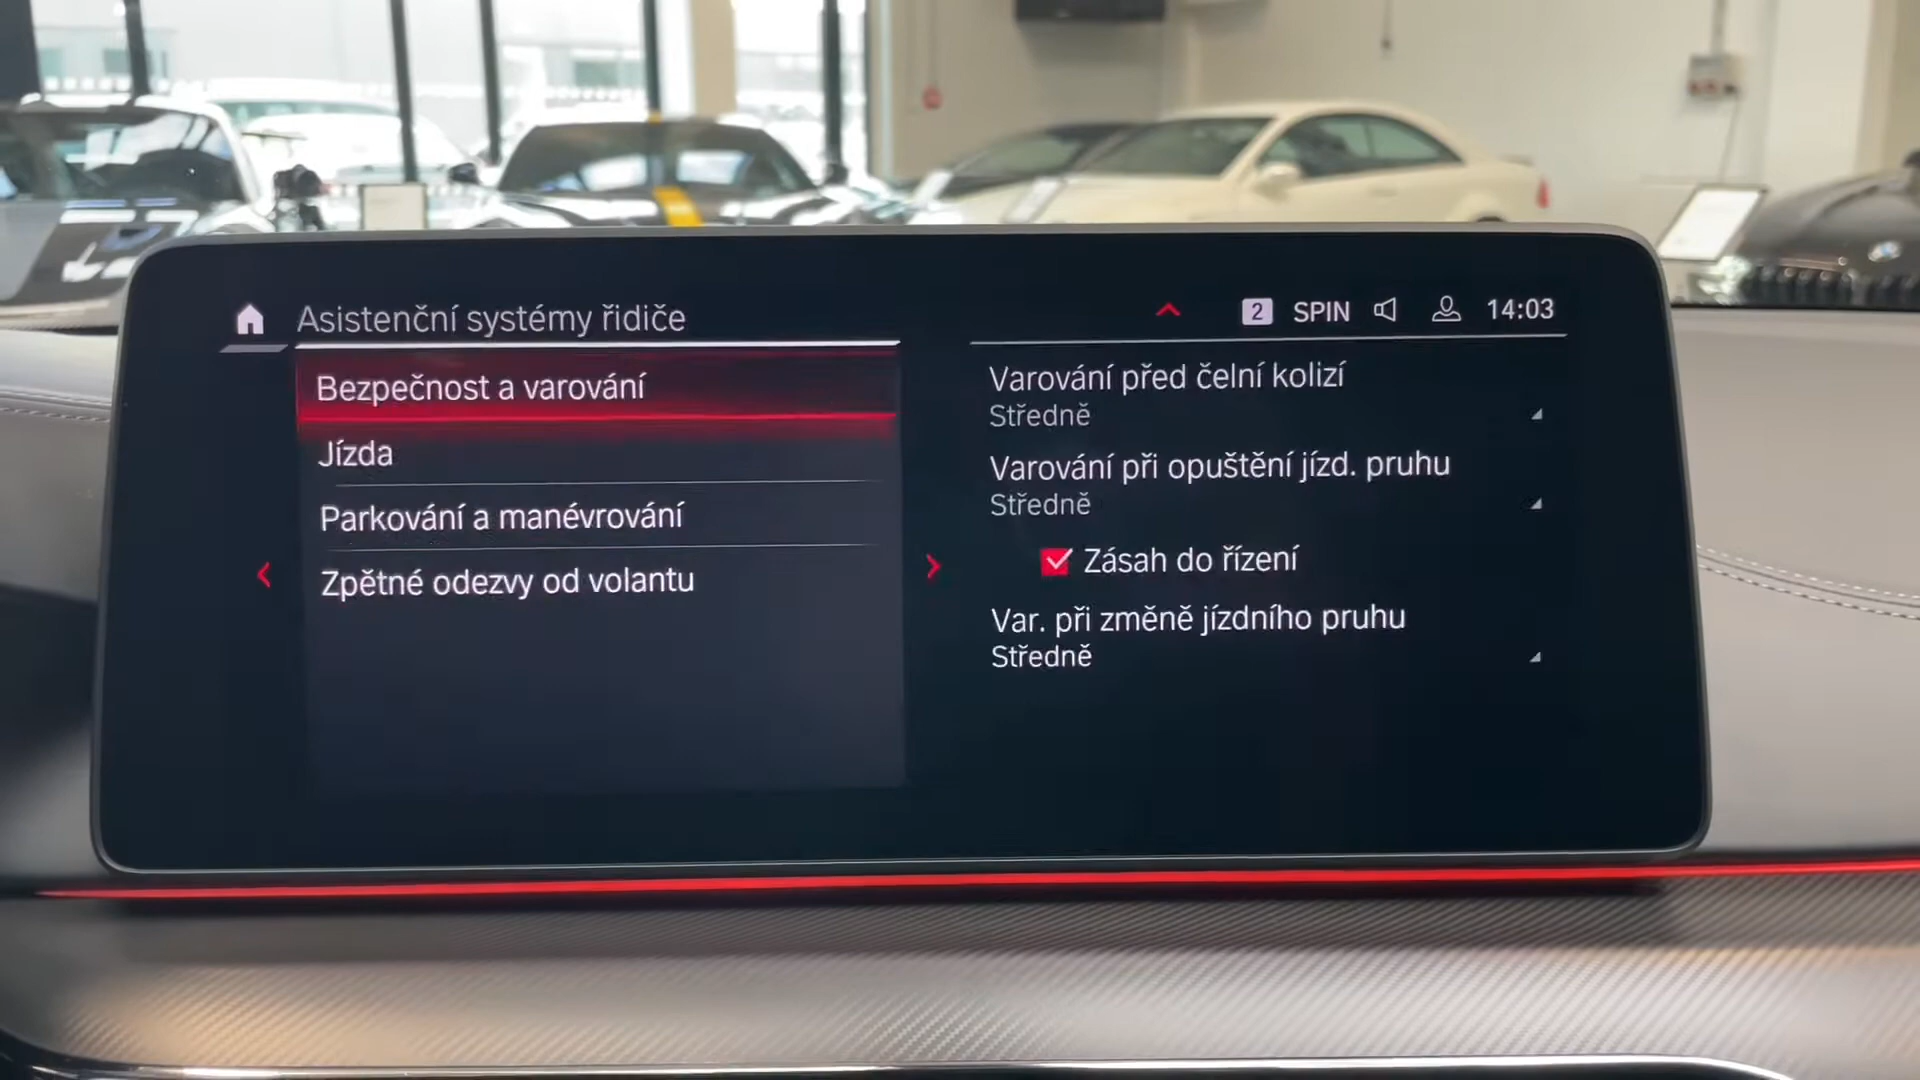 Asistenční systémy řidiče
2 SPIN 14:03
Bezpečnost a varování
Jízda
Parkování a manévrování
Zpětné odezvy od volantu
Varování před čelní kolizí
Středně
Varování při opuštění jízd. pruhu
Středně
Zásah do řízení
Var. při změně jízdního pruhu
Středně